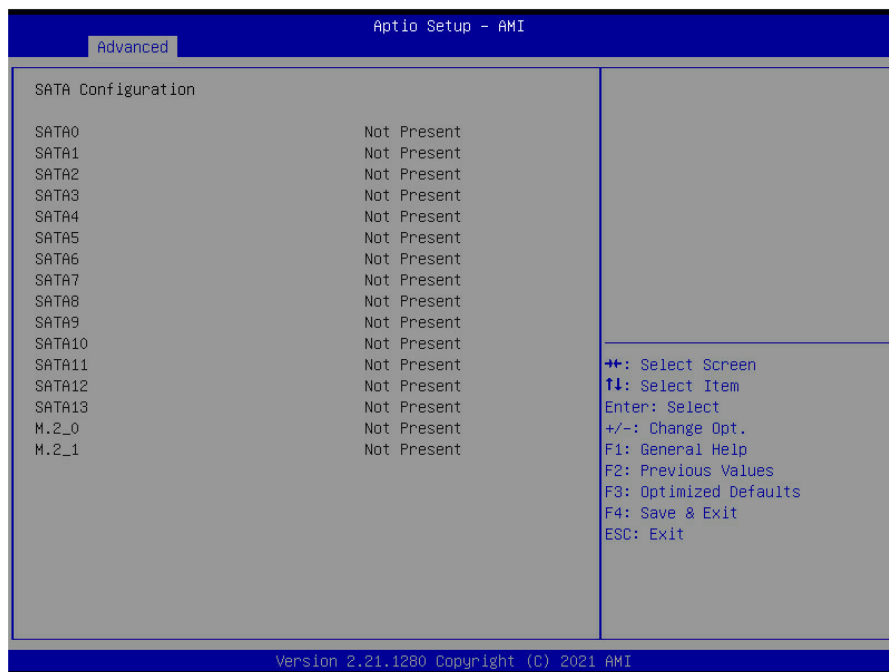 Aptio Setup – AMI
Advanced
SATA Configuration
SATA0 Not Present
SATA1 Not Present
SATA2 Not Present
SATA3 Not Present
SATA4 Not Present
SATA5 Not Present
SATA6 Not Present
SATA7 Not Present
SATA8 Not Present
SATA9 Not Present
SATA10 Not Present
SATA11 Not Present
SATA12 Not Present
SATA13 Not Present
M.2_0 Not Present
M.2_1 Not Present
→←: Select Screen
↑↓: Select Item
Enter: Select
+/-: Change Opt.
F1: General Help
F2: Previous Values
F3: Optimized Defaults
F4: Save & Exit
ESC: Exit
Version 2.21.1280 Copyright (C) 2021 AMI